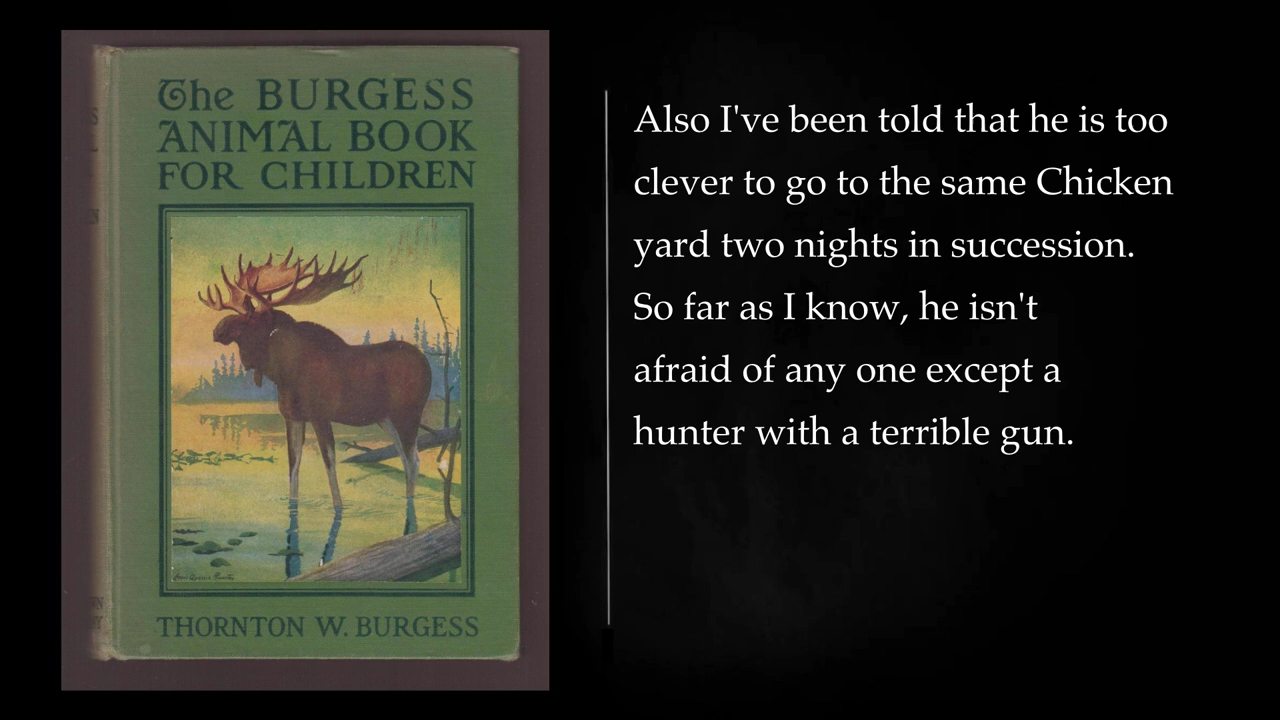 The BURGESS
ANIMAL BOOK
FOR CHILDREN
THORNTON W. BURGESS
Also I've been told that he is too
clever to go to the same Chicken
yard two nights in succession.
So far as I know, he isn't
afraid of any one except a
hunter with a terrible gun.